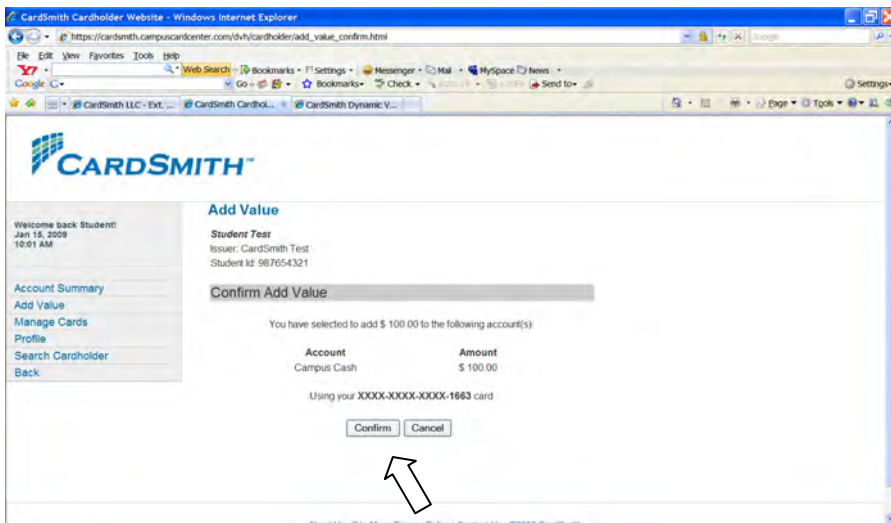 CardSmith Cardholder Website - Windows Internet Explorer
https://cardsmith.campuscardcenter.com/dvh/cardholder/add_value_confirm.html
File Edit View Favorites Tools Help
Web Search Bookmarks Settings Messenger Mail MySpace News
Google G Go Bookmarks Check Send to Settings
CardSmith LLC - Ext. ... CardSmith Cardhol... CardSmith Dynamic V... Page Tools
CARDSMITH
Welcome back Student!
Jan 15, 2009
10:01 AM
Account Summary
Add Value
Manage Cards
Profile
Search Cardholder
Back
Add Value
Student Test
Issuer: CardSmith Test
Student Id: 987654321
Confirm Add Value
You have selected to add $ 100.00 to the following account(s)
Account Amount
Campus Cash $ 100.00
Using your XXXX-XXXX-XXXX-1663 card
Confirm Cancel